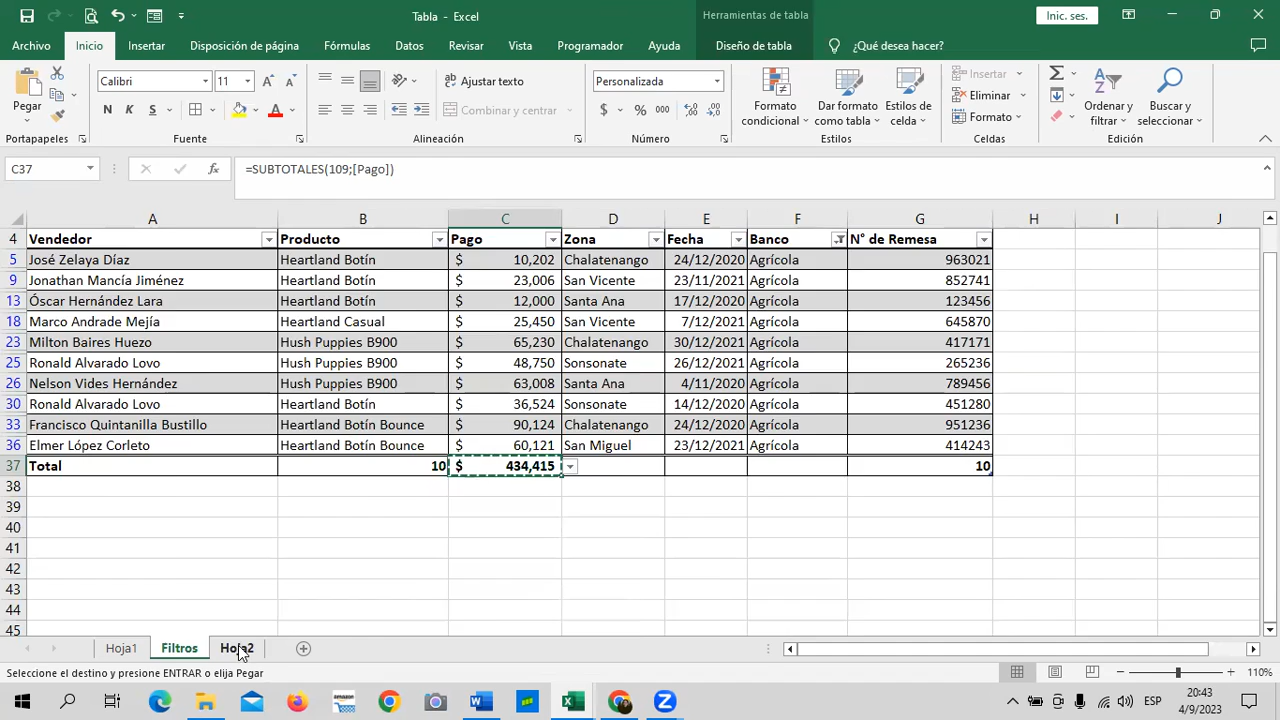 Tabla - Excel
Herramientas de tabla
Inic. ses.
Archivo Inicio Insertar Disposición de página Fórmulas Datos Revisar Vista Programador Ayuda Diseño de tabla ¿Qué desea hacer?
Pegar
Calibri 11
N K S
Ajustar texto
Combinar y centrar
Personalizada
$ % 000
Formato condicional
Dar formato como tabla
Estilos de celda
Insertar
Eliminar
Formato
Ordenar y filtrar
Buscar y seleccionar
Portapapeles Fuente Alineación Número Estilos Celdas Edición
C37 fx =SUBTOTALES(109;[Pago])
A B C D E F G H I J
4 Vendedor Producto Pago Zona Fecha Banco N° de Remesa
5 José Zelaya Díaz Heartland Botín $ 10,202 Chalatenango 24/12/2020 Agrícola 963021
9 Jonathan Mancía Jiménez Heartland Botín $ 23,006 San Vicente 23/11/2021 Agrícola 852741
13 Óscar Hernández Lara Heartland Botín $ 12,000 Santa Ana 17/12/2020 Agrícola 123456
18 Marco Andrade Mejía Heartland Casual $ 25,450 San Vicente 7/12/2021 Agrícola 645870
23 Milton Baires Huezo Hush Puppies B900 $ 65,230 Chalatenango 30/12/2021 Agrícola 417171
25 Ronald Alvarado Lovo Hush Puppies B900 $ 48,750 Sonsonate 26/12/2021 Agrícola 265236
26 Nelson Vides Hernández Hush Puppies B900 $ 63,008 Santa Ana 4/11/2020 Agrícola 789456
30 Ronald Alvarado Lovo Heartland Botín $ 36,524 Sonsonate 14/12/2020 Agrícola 451280
33 Francisco Quintanilla Bustillo Heartland Botín Bounce $ 90,124 Chalatenango 24/12/2020 Agrícola 951236
36 Elmer López Corleto Heartland Botín Bounce $ 60,121 San Miguel 23/12/2021 Agrícola 414243
37 Total 10 $ 434,415 10
38
39
40
41
42
43
44
45
Hoja1 Filtros Hoja2
Seleccione el destino y presione ENTRAR o elija Pegar
110%
ESP
20:43
4/9/2023